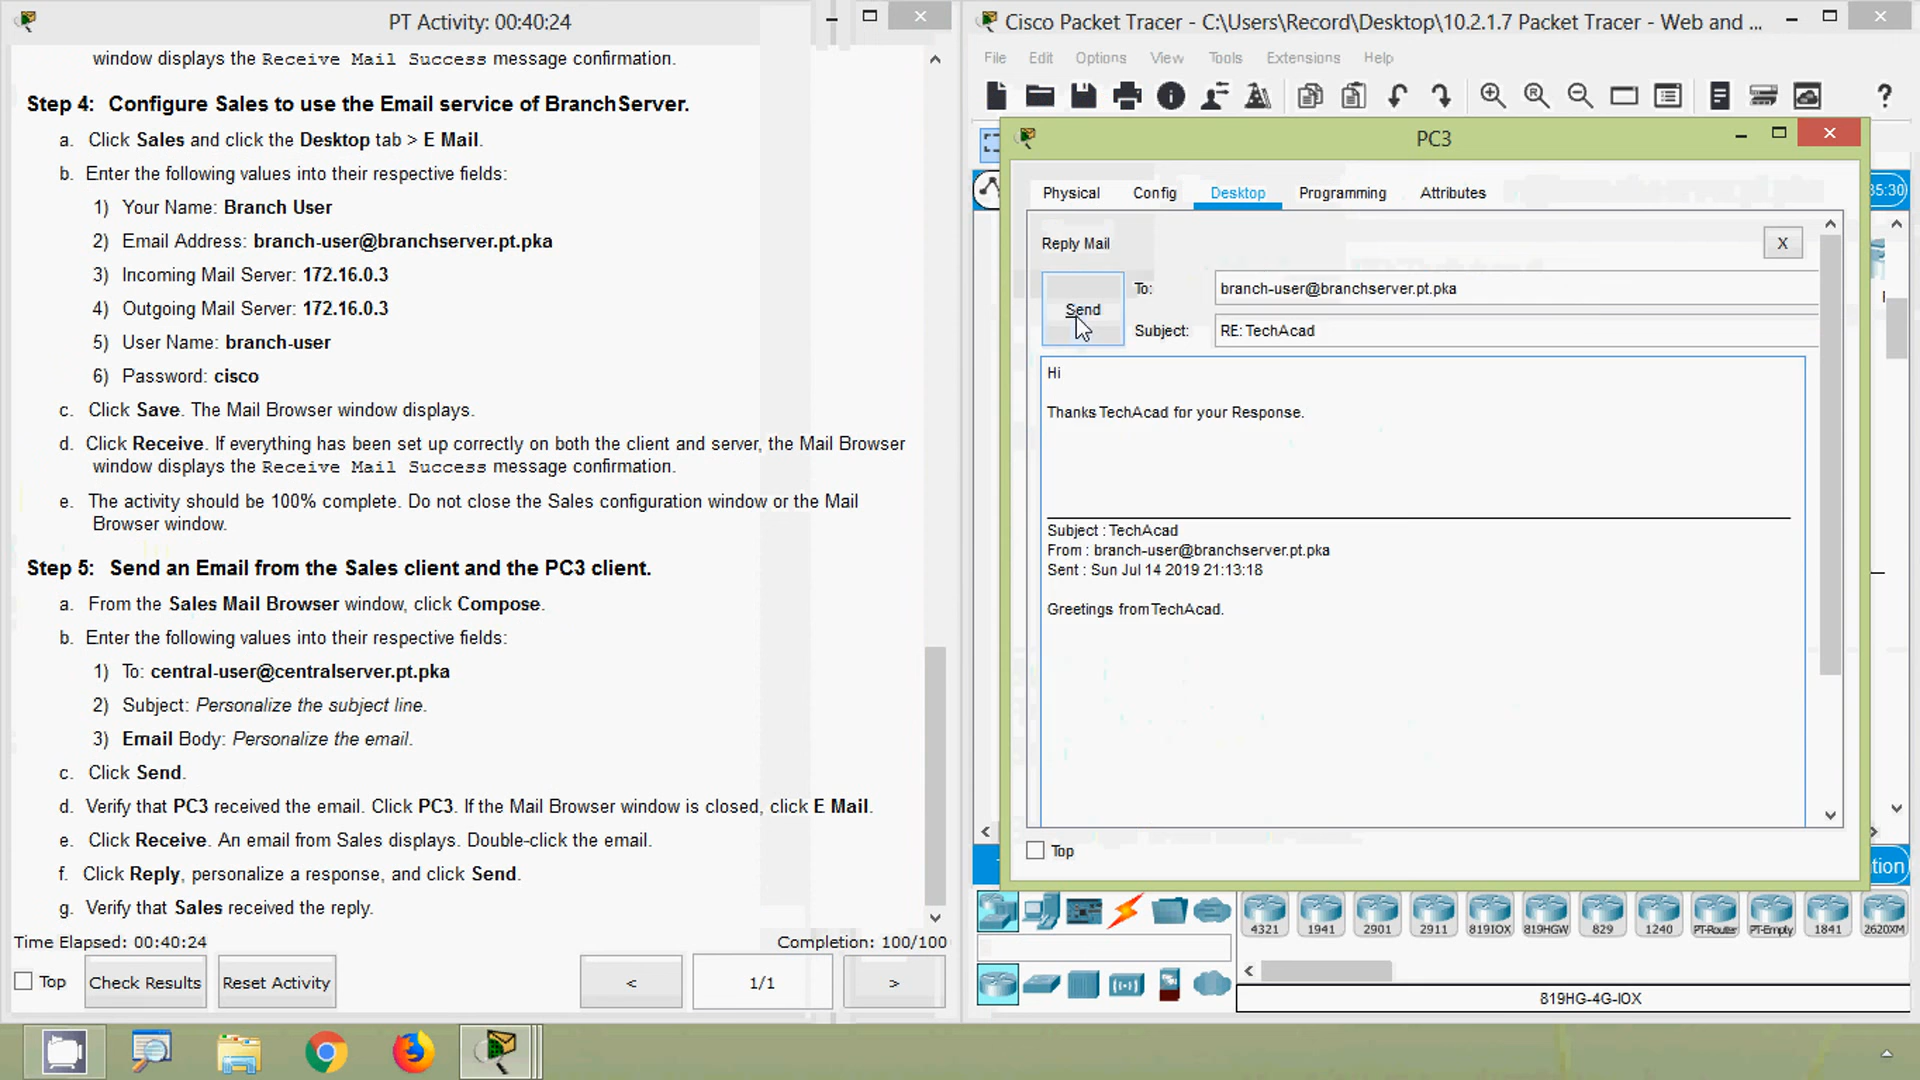 PT Activity: 00:40:24
window displays the Receive Mail Success message confirmation.
Step 4: Configure Sales to use the Email service of BranchServer.
a. Click Sales and click the Desktop tab > E Mail.
b. Enter the following values into their respective fields:
1) Your Name: Branch User
2) Email Address: branch-user@branchserver.pt.pka
3) Incoming Mail Server: 172.16.0.3
4) Outgoing Mail Server: 172.16.0.3
5) User Name: branch-user
6) Password: cisco
c. Click Save. The Mail Browser window displays.
d. Click Receive. If everything has been set up correctly on both the client and server, the Mail Browser
window displays the Receive Mail Success message confirmation.
e. The activity should be 100% complete. Do not close the Sales configuration window or the Mail
Browser window.
Step 5: Send an Email from the Sales client and the PC3 client.
a. From the Sales Mail Browser window, click Compose.
b. Enter the following values into their respective fields:
1) To: central-user@centralserver.pt.pka
2) Subject: Personalize the subject line.
3) Email Body: Personalize the email.
c. Click Send.
d. Verify that PC3 received the email. Click PC3. If the Mail Browser window is closed, click E Mail.
e. Click Receive. An email from Sales displays. Double-click the email.
f. Click Reply, personalize a response, and click Send.
g. Verify that Sales received the reply.
Time Elapsed: 00:40:24
Completion: 100/100
Top
Check Results
Reset Activity
<
1/1
>
Cisco Packet Tracer - C:\Users\Record\Desktop\10.2.1.7 Packet Tracer - Web and ...
File Edit Options View Tools Extensions Help
PC3
Physical Config Desktop Programming Attributes
35:30
Reply Mail
X
Send
To: branch-user@branchserver.pt.pka
Subject: RE: TechAcad
Hi
Thanks TechAcad for your Response.
Subject : TechAcad
From : branch-user@branchserver.pt.pka
Sent : Sun Jul 14 2019 21:13:18
Greetings from TechAcad.
Top
tion
4321 1941 2901 2911 819IOX 819HGW 829 1240 PT-Router PT-Empty 1841 2620XM
819HG-4G-IOX